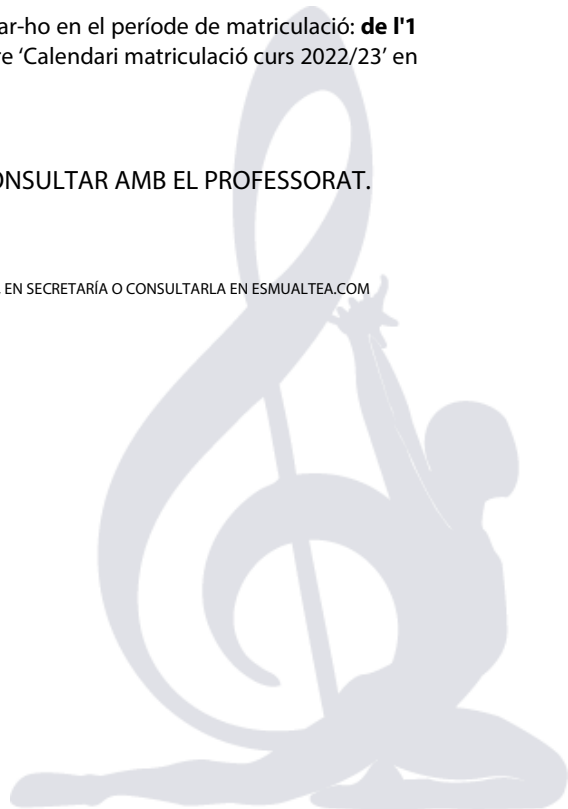 ar-ho en el període de matriculació: de l'1
re 'Calendari matriculació curs 2022/23' en
ONSULTAR AMB EL PROFESSORAT.
EN SECRETARÍA O CONSULTARLA EN ESMUALTEA.COM